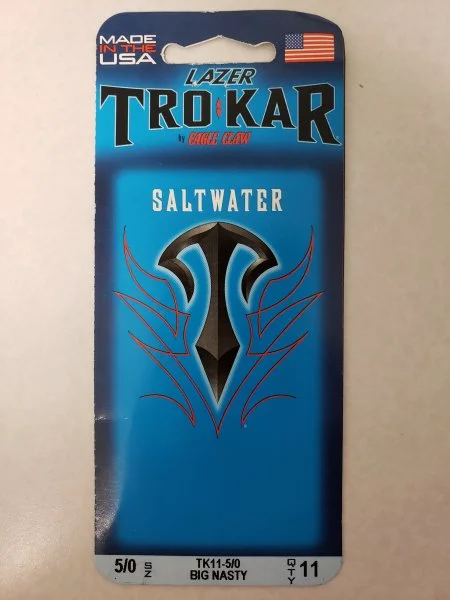 MADE
IN THE
USA
LAZER
TRO KAR
by EAGLE CLAW
SALTWATER
5/0 SZ TK11-5/0 QTY 11
BIG NASTY